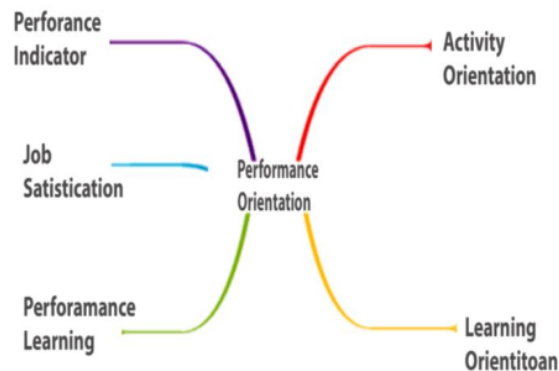 Perforance
Indicator
Activity
Orientation
Job
Satistication
Performance
Orientation
Perforamance
Learning
Learning
Orientitoan